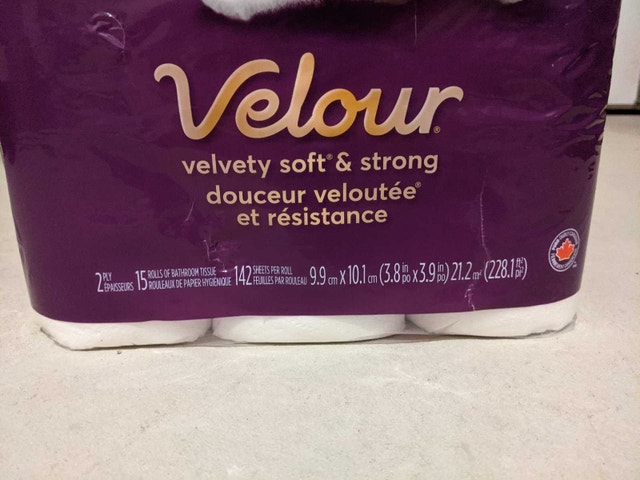 Velour
velvety soft® & strong
douceur veloutée®
et résistance
2 PLY ÉPAISSEURS 15 ROLLS OF BATHROOM TISSUE ROULEAUX DE PAPIER HYGIÉNIQUE 142 SHEETS PER ROLL FEUILLES PAR ROULEAU 9.9 cm X 10.1 cm (3.8 in po x 3.9 in po) 21.2 m² (228.1 ft² pi²)